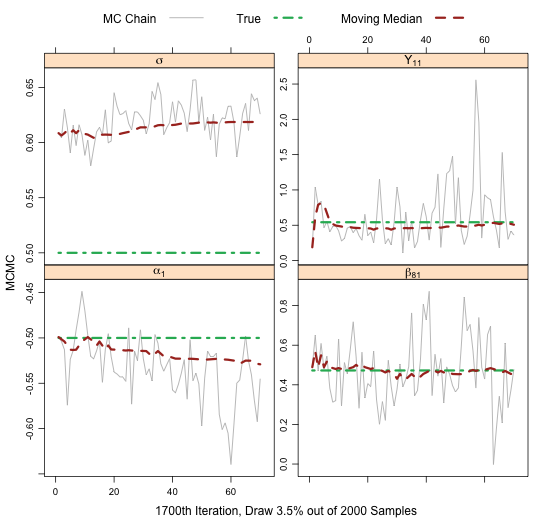 MC Chain True Moving Median
0 20 40 60
σ Υ₁₁
0.50 0.55 0.60 0.65
0.0 0.5 1.0 1.5 2.0 2.5
MCMC
α₁ β₈₁
-0.60 -0.55 -0.50 -0.45
0.0 0.2 0.4 0.6 0.8
0 20 40 60
1700th Iteration, Draw 3.5% out of 2000 Samples